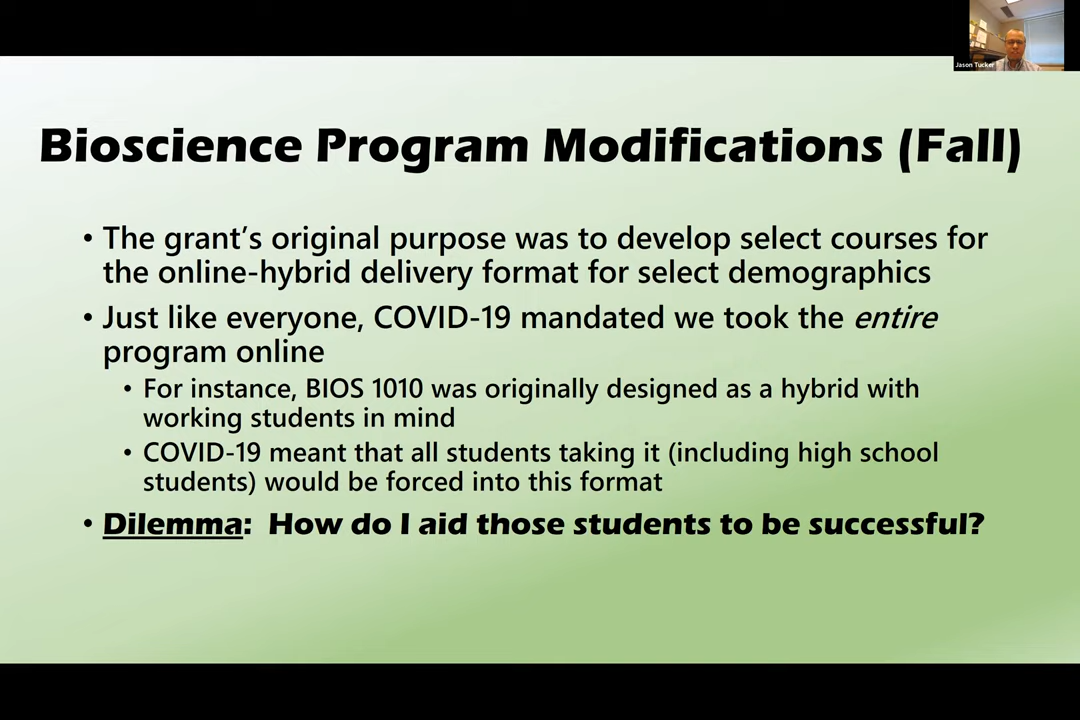 Jason Tucker
Bioscience Program Modifications (Fall)
• The grant's original purpose was to develop select courses for
the online-hybrid delivery format for select demographics
• Just like everyone, COVID-19 mandated we took the entire
program online
• For instance, BIOS 1010 was originally designed as a hybrid with
working students in mind
• COVID-19 meant that all students taking it (including high school
students) would be forced into this format
• Dilemma: How do I aid those students to be successful?